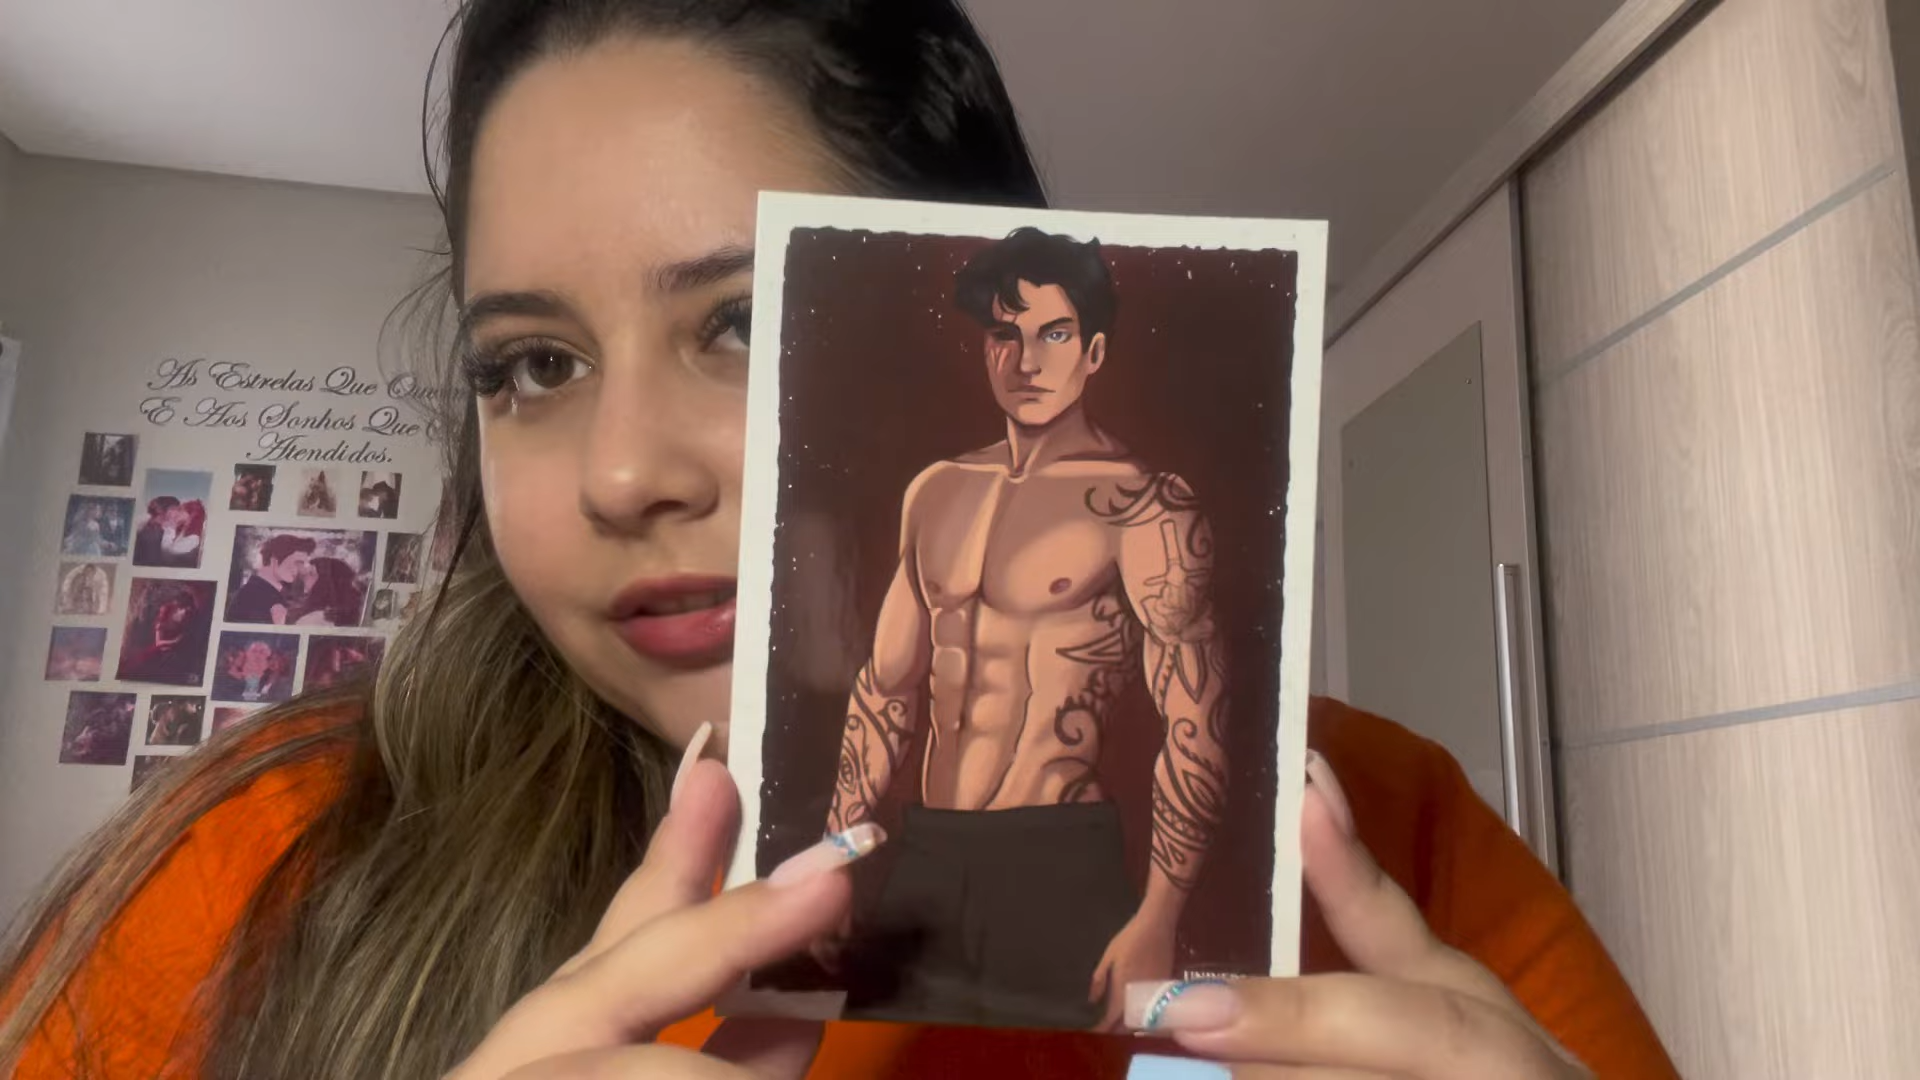 As Estrelas Que
E Aos Sonhos Que
Atendidos.